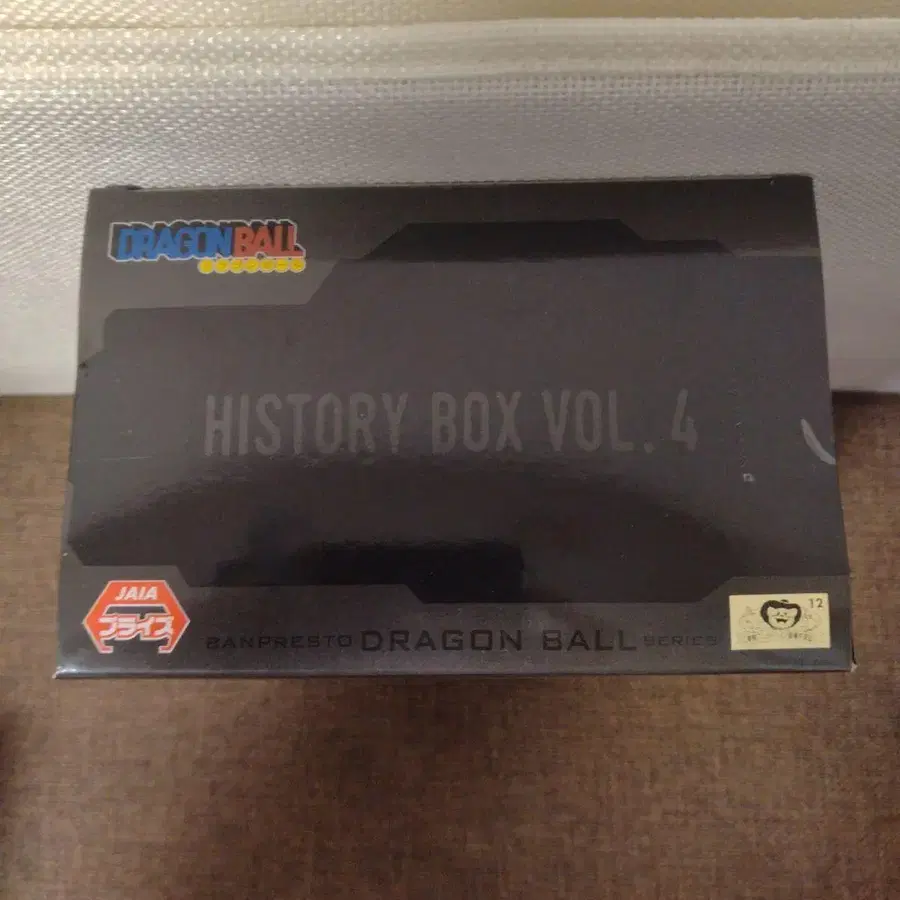 DRAGON BALL
HISTORY BOX VOL. 4
JAIA
プライズ
BANPRESTO DRAGON BALL SERIES
12